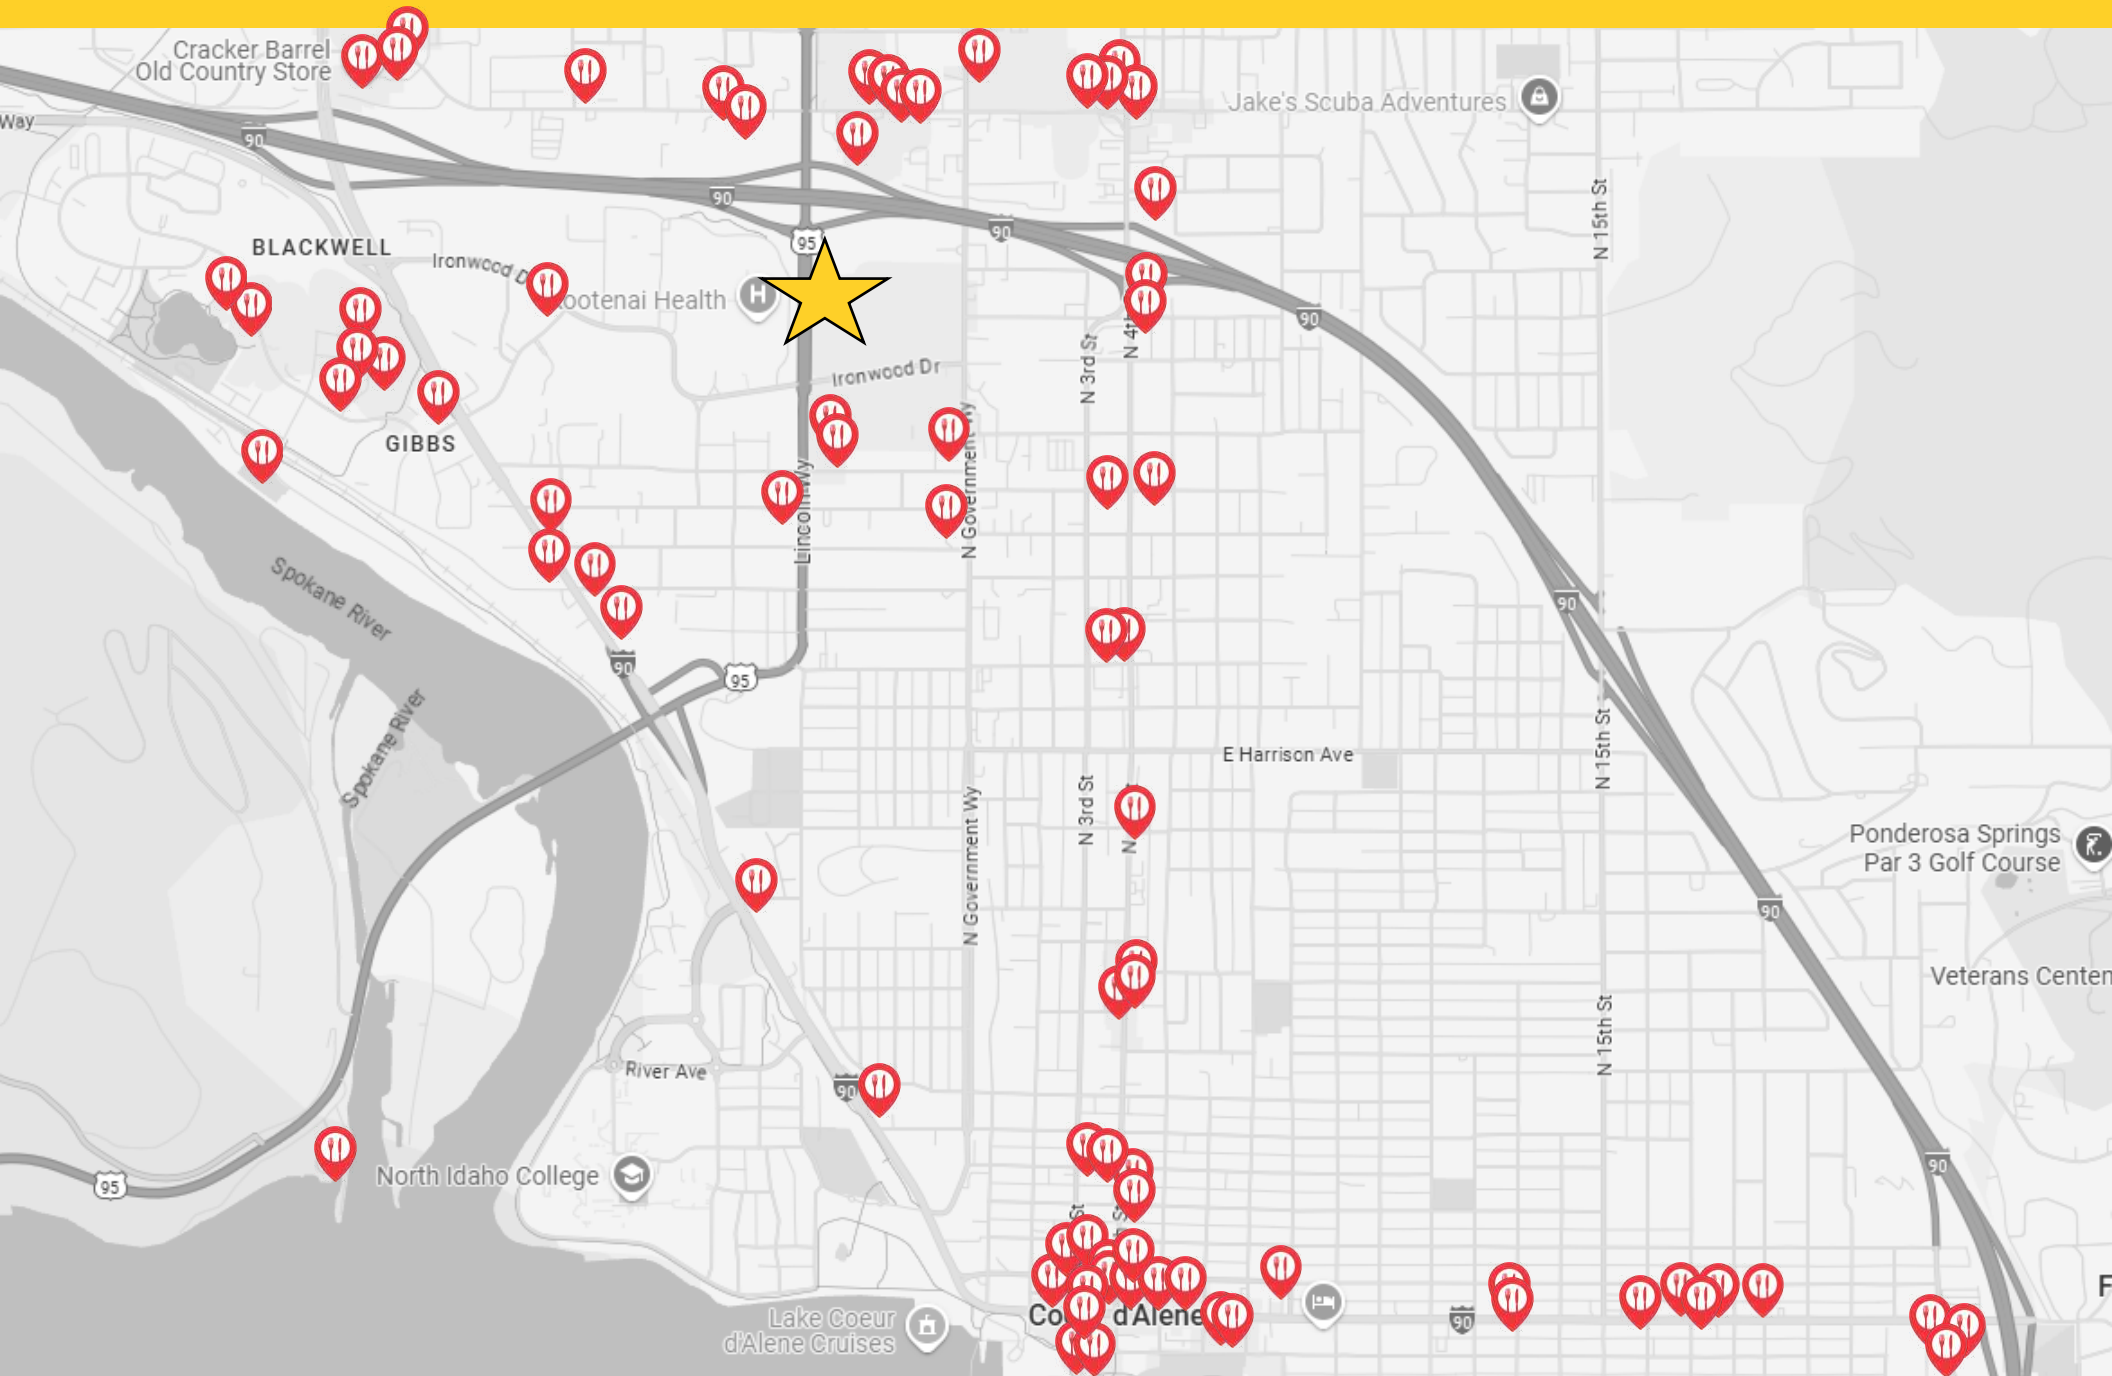 Cracker Barrel
Old Country Store
Jake's Scuba Adventures
Way
90
90
N 15th St
90
95
BLACKWELL
Ironwood D
ootenai Health
H
90
N 4t
N 3rd St
Ironwood Dr
GIBBS
N Government Wy
Lincoln Wy
Spokane River
90
90
95
Spokane River
N 15th St
E Harrison Ave
N 3rd St
N
N Government Wy
Ponderosa Springs
Par 3 Golf Course
90
Veterans Center
N 15th St
River Ave
90
90
95
North Idaho College
St
St
Lake Coeur
d'Alene Cruises
Co d'Alene
90
F